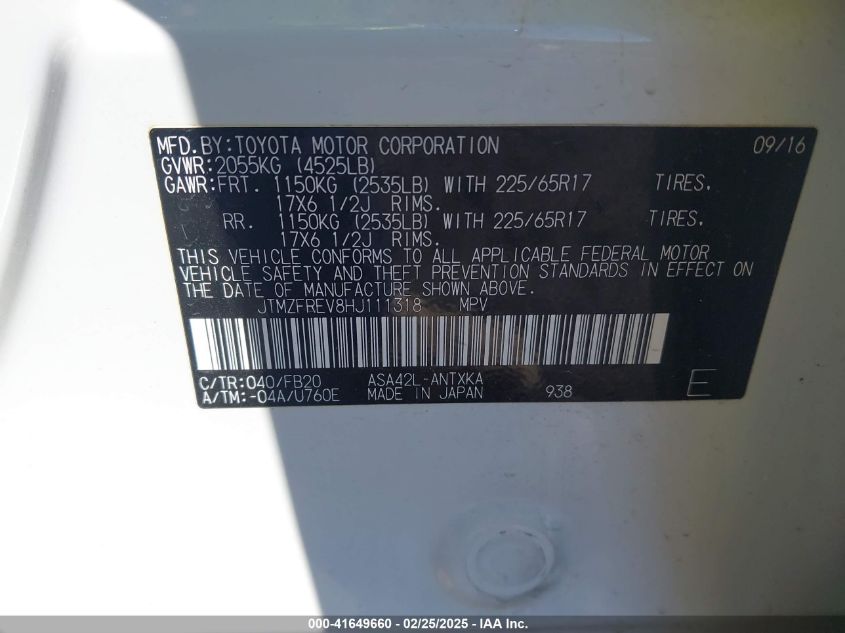 MFD.BY:TOYOTA MOTOR CORPORATION 09/16
GVWR:2055KG (4525LB)
GAWR:FRT. 1150KG (2535LB) WITH 225/65R17 TIRES.
17X6 1/2J RIMS.
RR. 1150KG (2535LB) WITH 225/65R17 TIRES.
17X6 1/2J RIMS.
THIS VEHICLE CONFORMS TO ALL APPLICABLE FEDERAL MOTOR
VEHICLE SAFETY AND THEFT PREVENTION STANDARDS IN EFFECT ON
THE DATE OF MANUFACTURE SHOWN ABOVE.
JTMZFREV8HJ111318 MPV
C/TR:040/FB20 ASA42L-ANTXKA
A/TM:-04A/U760E MADE IN JAPAN 938 E
000-41649660 - 02/25/2025 - IAA Inc.